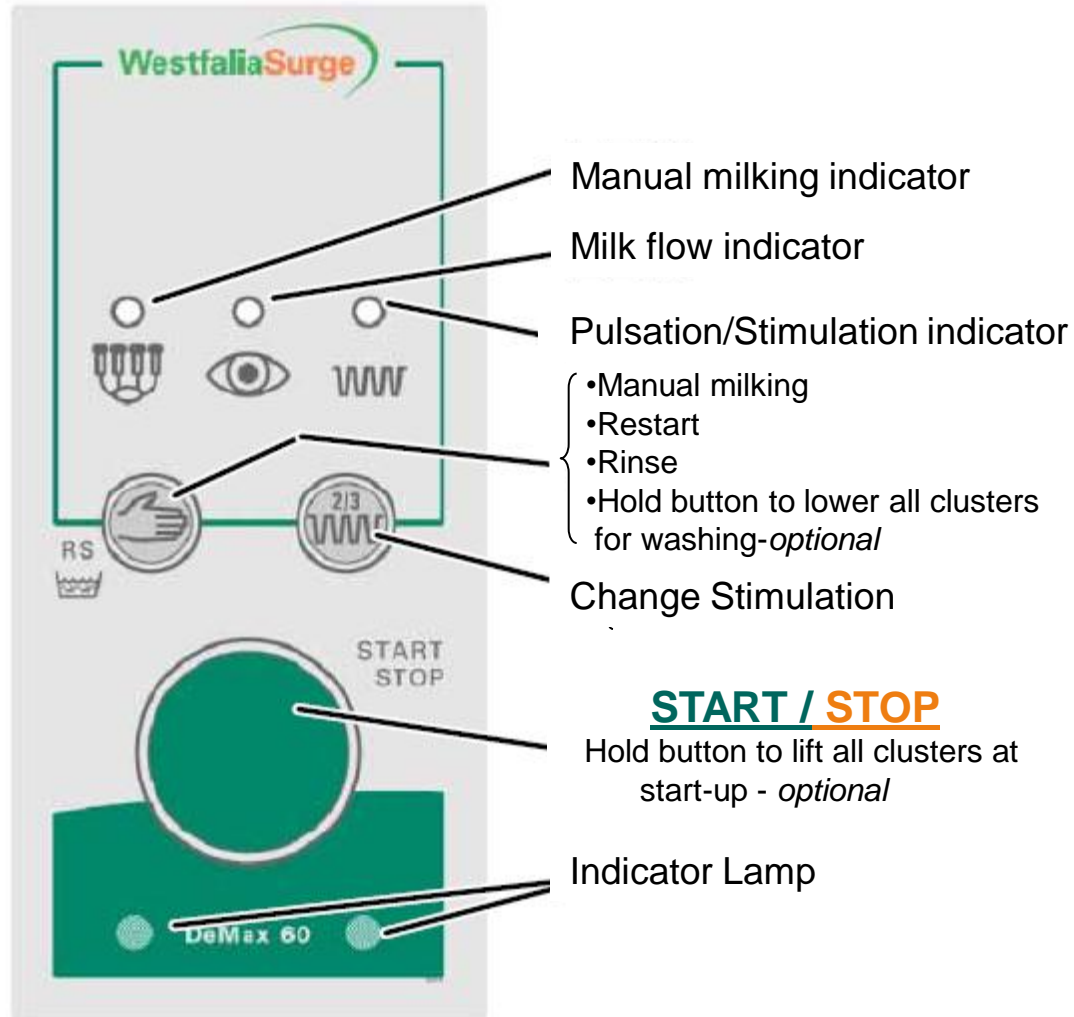 WestfaliaSurge
Manual milking indicator
Milk flow indicator
Pulsation/Stimulation indicator
•Manual milking
•Restart
•Rinse
•Hold button to lower all clusters
for washing-optional
2/3
RS
Change Stimulation
START
STOP
START / STOP
Hold button to lift all clusters at
start-up - optional
Indicator Lamp
DeMax 60